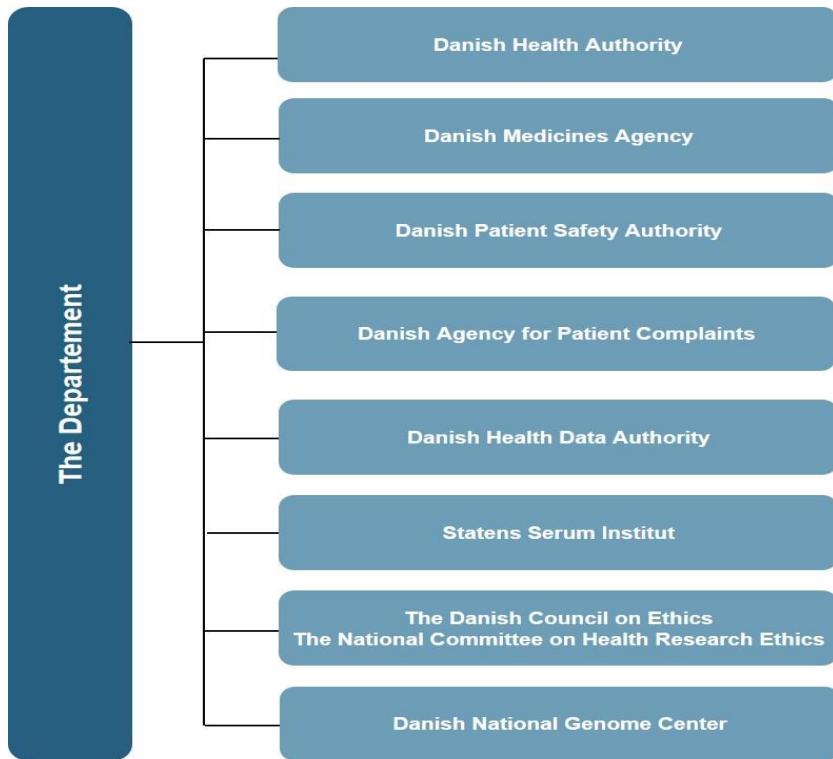 The Departement
Danish Health Authority
Danish Medicines Agency
Danish Patient Safety Authority
Danish Agency for Patient Complaints
Danish Health Data Authority
Statens Serum Institut
The Danish Council on Ethics
The National Committee on Health Research Ethics
Danish National Genome Center